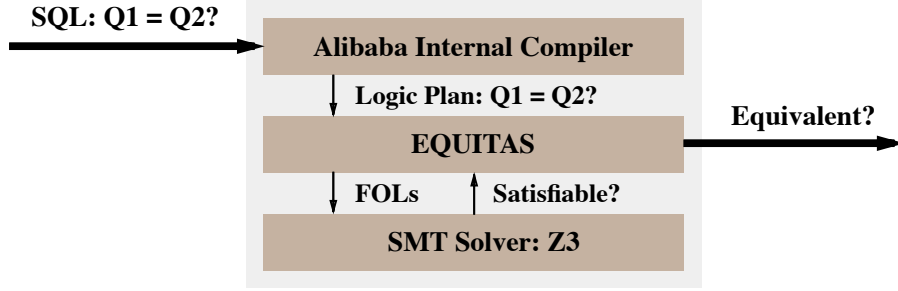 SQL: Q1 = Q2?
Alibaba Internal Compiler
Logic Plan: Q1 = Q2?
Equivalent?
EQUITAS
FOLs
Satisfiable?
SMT Solver: Z3